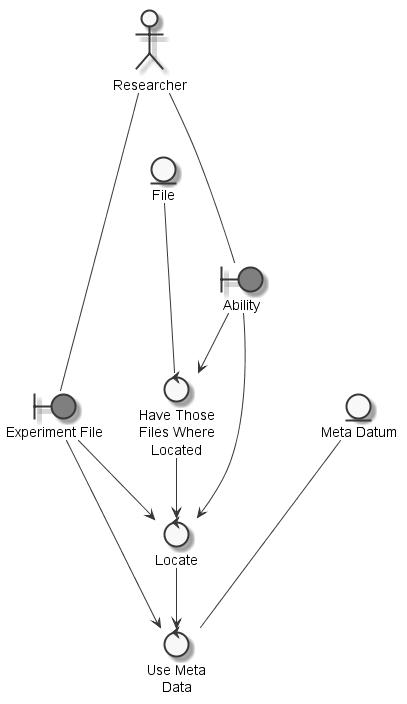 Researcher
File
Ability
Have Those
Files Where
Located
Experiment File
Meta Datum
Locate
Use Meta
Data